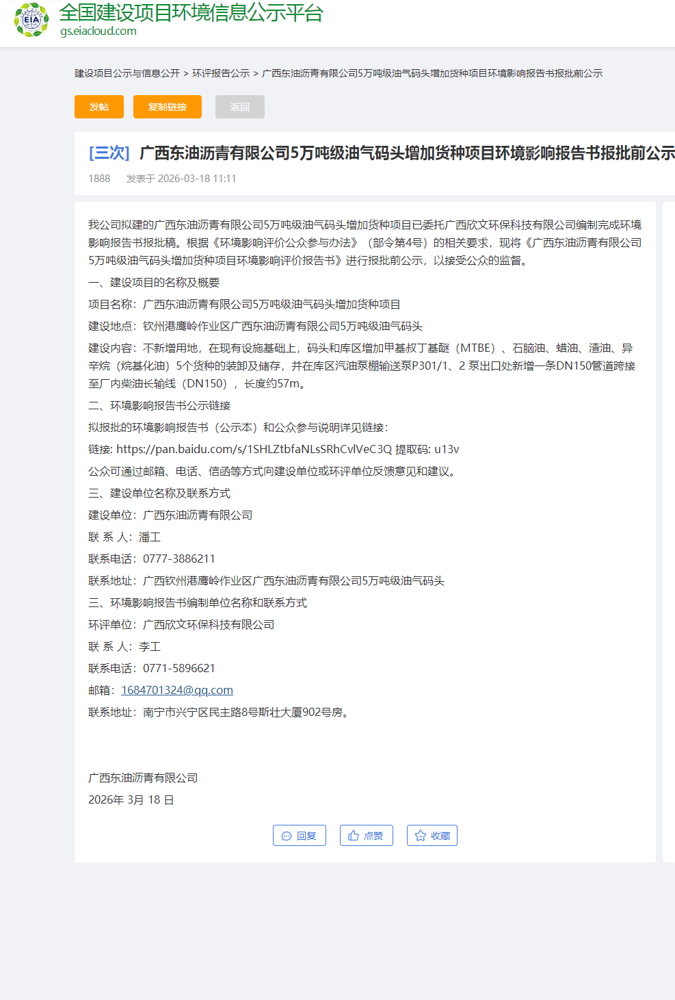 EIA
全国建设项目环境信息公示平台
gs.eiacloud.com
建设项目公示与信息公开 > 环评报告公示 > 广西东油沥青有限公司5万吨级油气码头增加货种项目环境影响报告书报批前公示
发帖 复制链接 返回
[三次] 广西东油沥青有限公司5万吨级油气码头增加货种项目环境影响报告书报批前公示
1888 发表于 2026-03-18 11:11
我公司拟建的广西东油沥青有限公司5万吨级油气码头增加货种项目已委托广西欣文环保科技有限公司编制完成环境
影响报告书报批稿。根据《环境影响评价公众参与办法》（部令第4号）的相关要求，现将《广西东油沥青有限公司
5万吨级油气码头增加货种项目环境影响评价报告书》进行报批前公示，以接受公众的监督。
一、建设项目的名称及概要
项目名称：广西东油沥青有限公司5万吨级油气码头增加货种项目
建设地点：钦州港鹰岭作业区广西东油沥青有限公司5万吨级油气码头
建设内容：不新增用地，在现有设施基础上，码头和库区增加甲基叔丁基醚（MTBE）、石脑油、蜡油、渣油、异
辛烷（烷基化油）5个货种的装卸及储存，并在库区汽油泵棚输送泵P301/1、2 泵出口处新增一条DN150管道跨接
至厂内柴油长输线（DN150），长度约57m。
二、环境影响报告书公示链接
拟报批的环境影响报告书（公示本）和公众参与说明详见链接：
链接: https://pan.baidu.com/s/1SHLZtbfaNLsSRhCvlVeC3Q 提取码: u13v
公众可通过邮箱、电话、信函等方式向建设单位或环评单位反馈意见和建议。
三、建设单位名称及联系方式
建设单位：广西东油沥青有限公司
联 系 人：潘工
联系电话：0777-3886211
联系地址：广西钦州港鹰岭作业区广西东油沥青有限公司5万吨级油气码头
三、环境影响报告书编制单位名称和联系方式
环评单位：广西欣文环保科技有限公司
联 系 人：李工
联系电话：0771-5896621
邮箱：1684701324@qq.com
联系地址：南宁市兴宁区民主路8号斯壮大厦902号房。
广西东油沥青有限公司
2026年 3月 18 日
回复 点赞 收藏